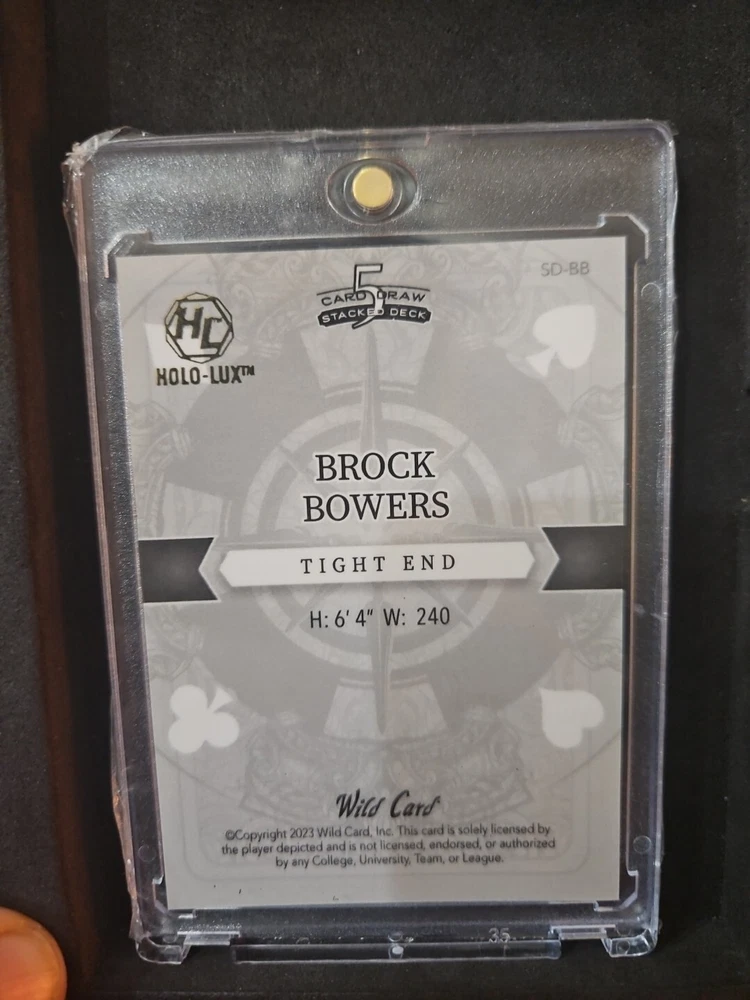 SD-BB
5
CARD DRAW
STACKED DECK
HC
HOLO-LUX™
BROCK
BOWERS
TIGHT END
H: 6' 4" W: 240
Wild Card
©Copyright 2023 Wild Card, Inc. This card is solely licensed by
the player depicted and is not licensed, endorsed, or authorized
by any College, University, Team, or League.
35